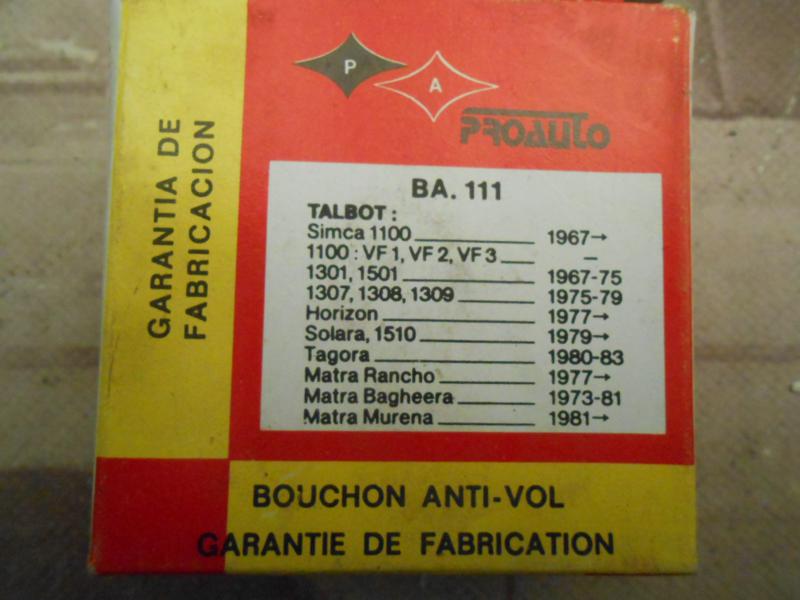 P
A
PROAUTO
GARANTIA DE
FABRICACION
BA. 111
TALBOT :
Simca 1100 1967→
1100 : VF 1, VF 2, VF 3 –
1301, 1501 1967-75
1307, 1308, 1309 1975-79
Horizon 1977→
Solara, 1510 1979→
Tagora 1980-83
Matra Rancho 1977→
Matra Bagheera 1973-81
Matra Murena 1981→
BOUCHON ANTI-VOL
GARANTIE DE FABRICATION